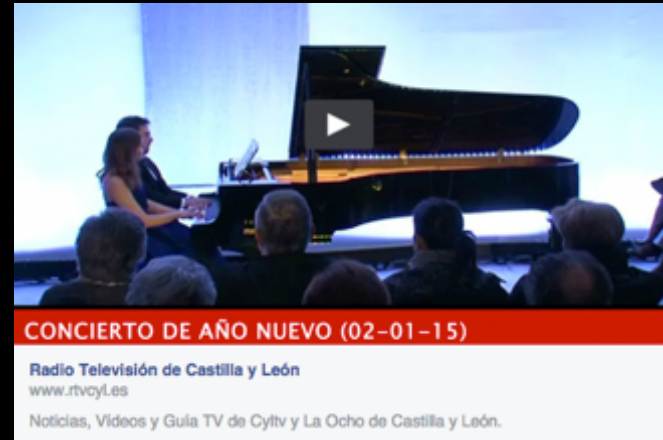 CONCIERTO DE AÑO NUEVO (02-01-15)
Radio Televisión de Castilla y León
www.rtvcyl.es
Noticias, Vídeos y Guía TV de Cyltv y La Ocho de Castilla y León.